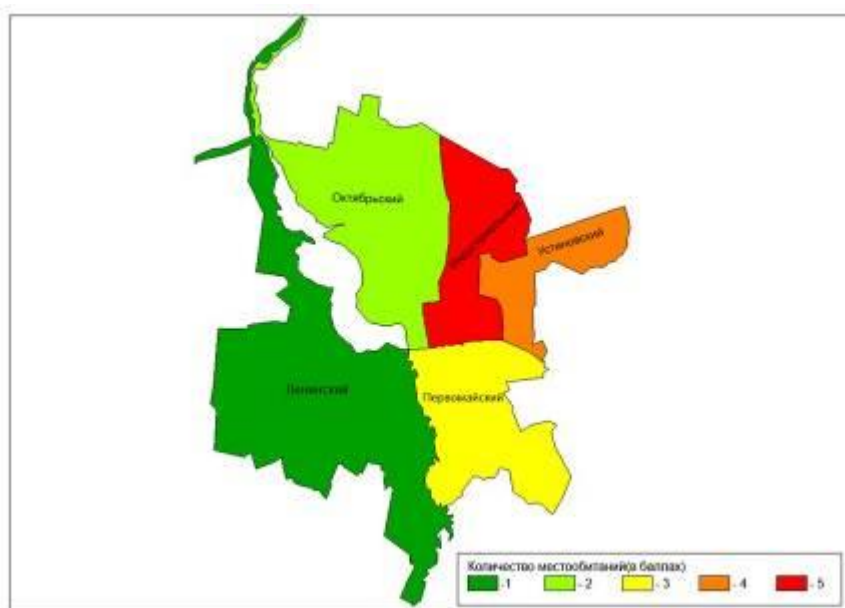 Октябрьский
Устиновский
Ленинский
Первомайский
Количество местообитаний(в баллах)
- 1 - 2 - 3 - 4 - 5